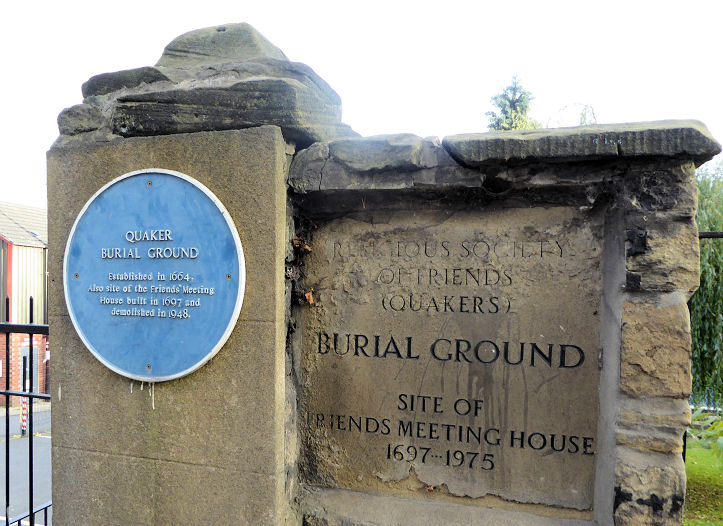 QUAKER
BURIAL GROUND
Established in 1664.
Also site of the Friends' Meeting
House built in 1697 and
demolished in 1948.
RELIGIOUS SOCIETY
OF FRIENDS
(QUAKERS)
BURIAL GROUND
SITE OF
FRIENDS MEETING HOUSE
1697···1975